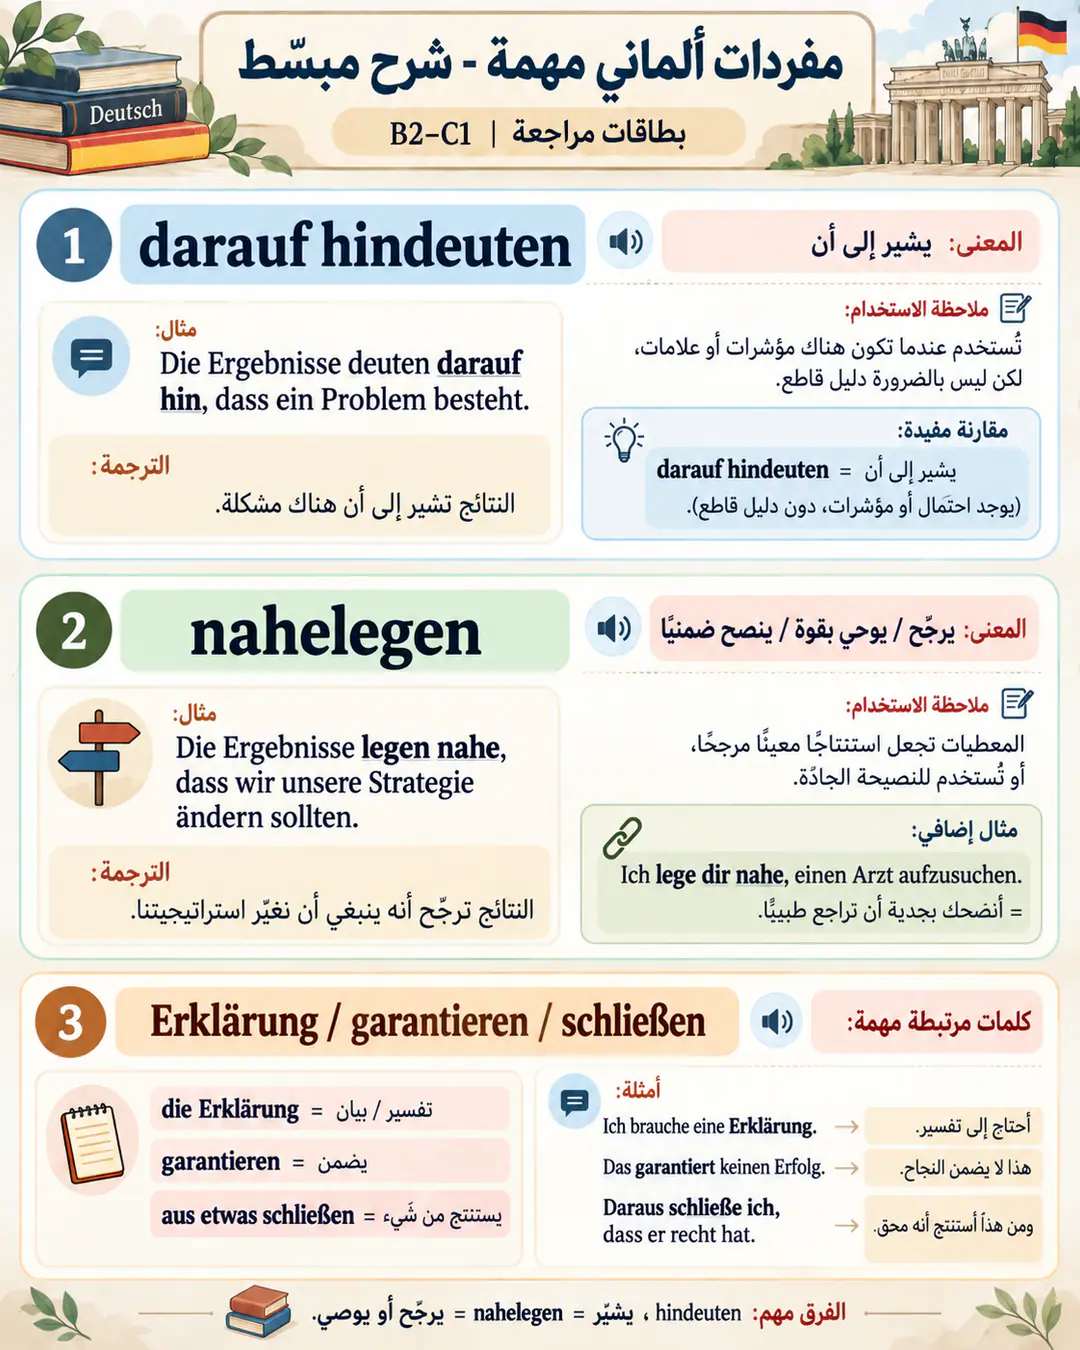 مفردات ألماني مهمة - شرح مبسّط
بطاقات مراجعة | B2–C1
Deutsch
1
darauf hindeuten
المعنى: يشير إلى أن
مثال:
Die Ergebnisse deuten darauf
hin, dass ein Problem besteht.
الترجمة:
النتائج تشير إلى أن هناك مشكلة.
ملاحظة الاستخدام:
تُستخدم عندما تكون هناك مؤشرات أو علامات،
لكن ليس بالضرورة دليل قاطع.
مقارنة مفيدة:
darauf hindeuten = يشير إلى أن
(يوجد احتمال أو مؤشرات، دون دليل قاطع).
2
nahelegen
المعنى: يرجّح / يوحي بقوة / ينصح ضمنيًا
مثال:
Die Ergebnisse legen nahe,
dass wir unsere Strategie
ändern sollten.
الترجمة:
النتائج ترجّح أنه ينبغي أن نغيّر استراتيجيتنا.
ملاحظة الاستخدام:
المعطيات تجعل استنتاجًا معينًا مرجحًا،
أو تُستخدم للنصيحة الجادّة.
مثال إضافي:
Ich lege dir nahe, einen Arzt aufzusuchen.
= أنضحك بجدية أن تراجع طبيبًا.
3
Erklärung / garantieren / schließen
كلمات مرتبطة مهمة:
die Erklärung = تفسير / بيان
garantieren = يضمن
aus etwas schließen = يستنتج من شَيء
أمثلة:
Ich brauche eine Erklärung. → أحتاج إلى تفسير.
Das garantiert keinen Erfolg. → هذا لا يضمن النجاح.
Daraus schließe ich,
dass er recht hat. → ومن هذاً أستنتج أنه محق.
الفرق مهم: hindeuten ، يشيّر = nahelegen = يرجّح أو يوصي.